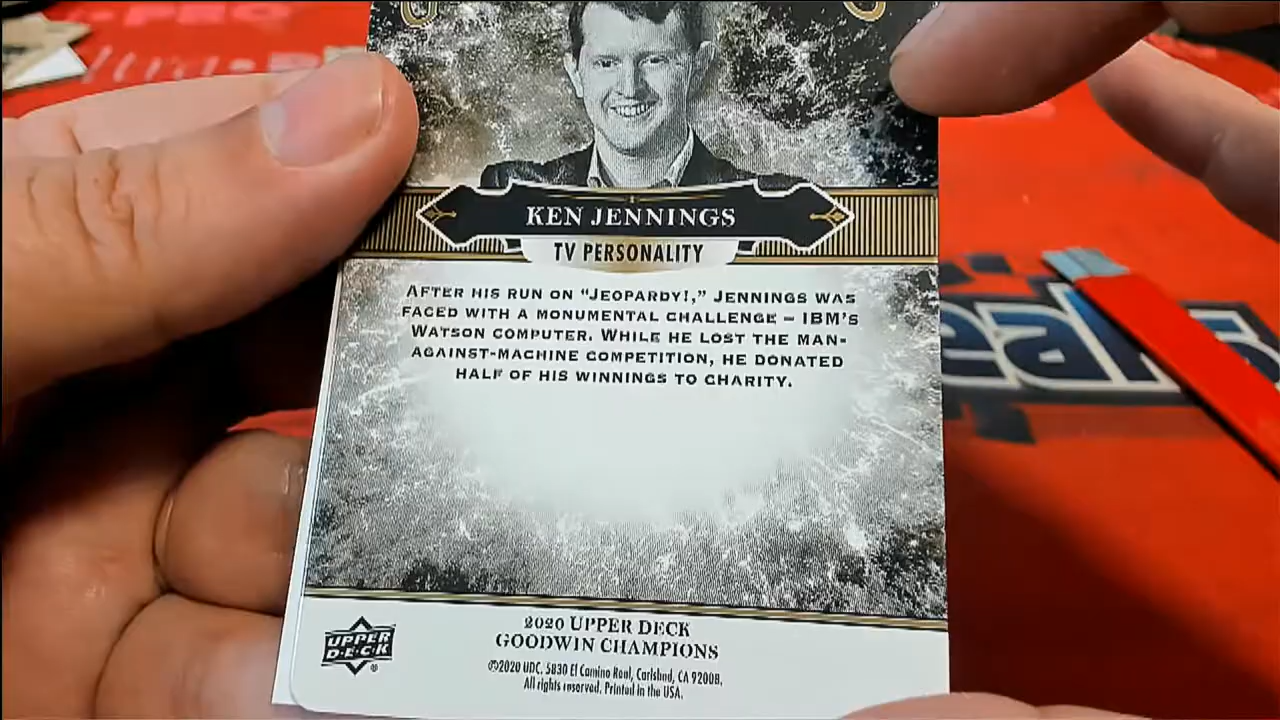 KEN JENNINGS
TV PERSONALITY
AFTER HIS RUN ON "JEOPARDY!," JENNINGS WAS
FACED WITH A MONUMENTAL CHALLENGE – IBM'S
WATSON COMPUTER. WHILE HE LOST THE MAN-
AGAINST-MACHINE COMPETITION, HE DONATED
HALF OF HIS WINNINGS TO CHARITY.
UPPER
D·E·C·K
®
2020 UPPER DECK
GOODWIN CHAMPIONS
©2020 UDC. 5830 El Camino Real, Carlsbad, CA 92008.
All rights reserved. Printed in the USA.